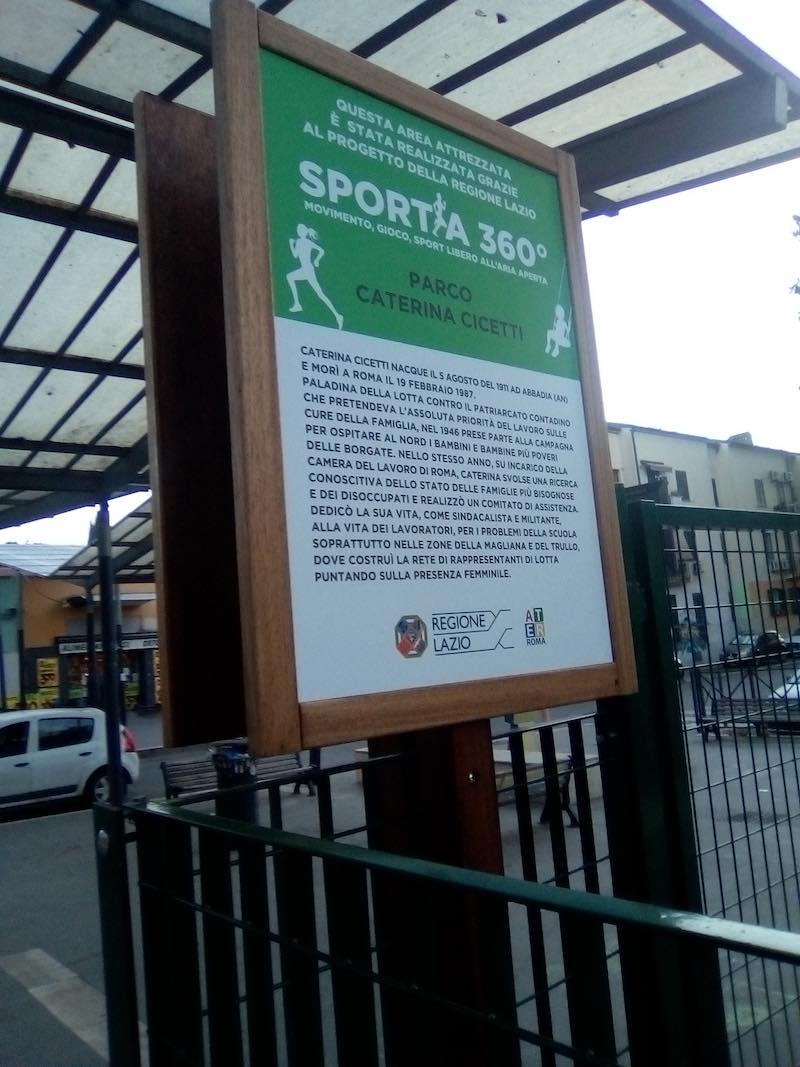 QUESTA AREA ATTREZZATA
È STATA REALIZZATA GRAZIE
AL PROGETTO DELLA REGIONE LAZIO
SPORTIA 360°
MOVIMENTO, GIOCO, SPORT LIBERO ALL'ARIA APERTA
PARCO
CATERINA CICETTI
CATERINA CICETTI NACQUE IL 5 AGOSTO DEL 1911 AD ABBADIA (AN)
E MORÌ A ROMA IL 19 FEBBRAIO 1987.
PALADINA DELLA LOTTA CONTRO IL PATRIARCATO CONTADINO
CHE PRETENDEVA L'ASSOLUTA PRIORITÀ DEL LAVORO SULLE
CURE DELLA FAMIGLIA, NEL 1946 PRESE PARTE ALLA CAMPAGNA
PER OSPITARE AL NORD I BAMBINI E BAMBINE PIÙ POVERI
DELLE BORGATE. NELLO STESSO ANNO, SU INCARICO DELLA
CAMERA DEL LAVORO DI ROMA, CATERINA SVOLSE UNA RICERCA
CONOSCITIVA DELLO STATO DELLE FAMIGLIE PIÙ BISOGNOSE
E DEI DISOCCUPATI E REALIZZÒ UN COMITATO DI ASSISTENZA.
DEDICÒ LA SUA VITA, COME SINDACALISTA E MILITANTE,
ALLA VITA DEI LAVORATORI, PER I PROBLEMI DELLA SCUOLA
SOPRATTUTTO NELLE ZONE DELLA MAGLIANA E DEL TRULLO,
DOVE COSTRUÌ LA RETE DI RAPPRESENTANTI DI LOTTA
PUNTANDO SULLA PRESENZA FEMMINILE.
REGIONE
LAZIO
ATER
ROMA